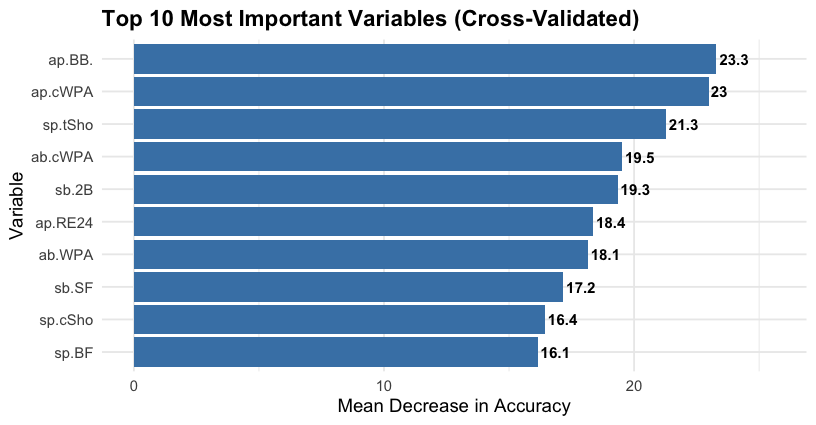 Top 10 Most Important Variables (Cross-Validated)
Variable
ap.BB. 23.3
ap.cWPA 23
sp.tSho 21.3
ab.cWPA 19.5
sb.2B 19.3
ap.RE24 18.4
ab.WPA 18.1
sb.SF 17.2
sp.cSho 16.4
sp.BF 16.1
0 10 20
Mean Decrease in Accuracy